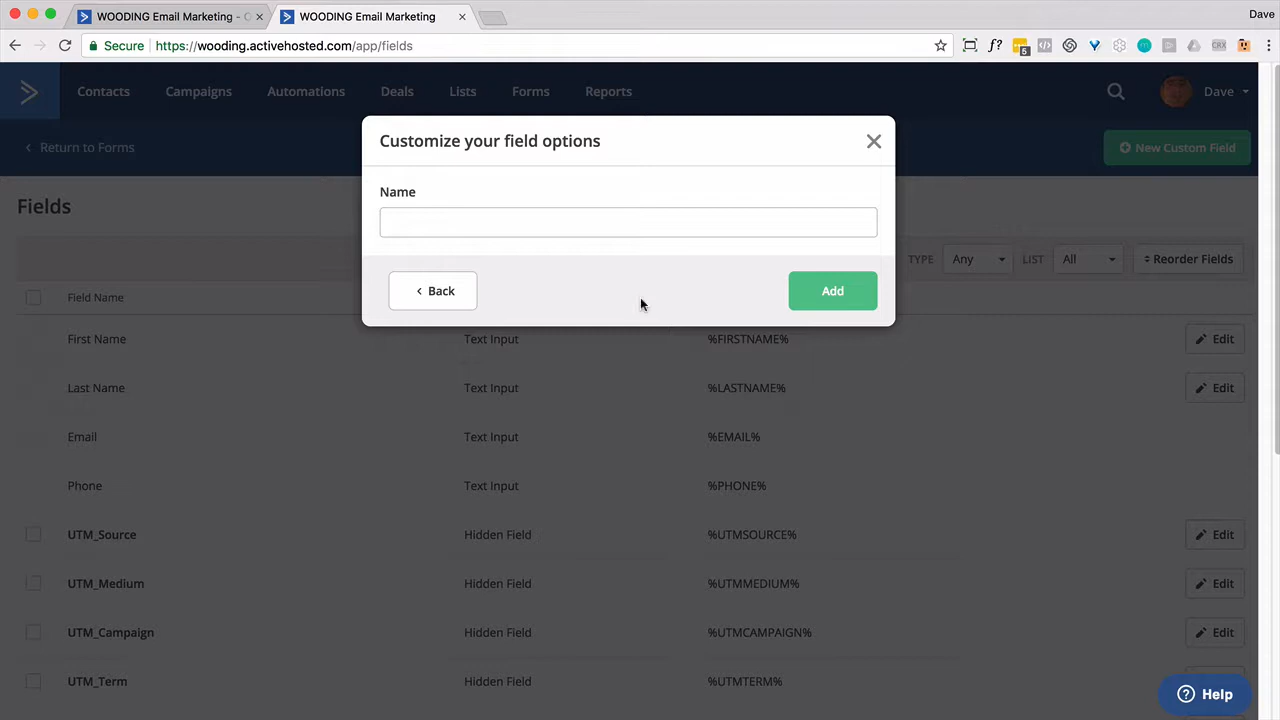 WOODING Email Marketing -
WOODING Email Marketing
Dave
Secure
https://wooding.activehosted.com/app/fields
5
Contacts
Campaigns
Automations
Deals
Lists
Forms
Reports
Dave
Return to Forms
New Custom Field
Customize your field options
Name
Back
Add
Fields
TYPE
Any
LIST
All
Reorder Fields
Field Name
First Name
Text Input
%FIRSTNAME%
Edit
Last Name
Text Input
%LASTNAME%
Edit
Email
Text Input
%EMAIL%
Phone
Text Input
%PHONE%
UTM_Source
Hidden Field
%UTMSOURCE%
Edit
UTM_Medium
Hidden Field
%UTMMEDIUM%
Edit
UTM_Campaign
Hidden Field
%UTMCAMPAIGN%
Edit
UTM_Term
Hidden Field
%UTMTERM%
Help